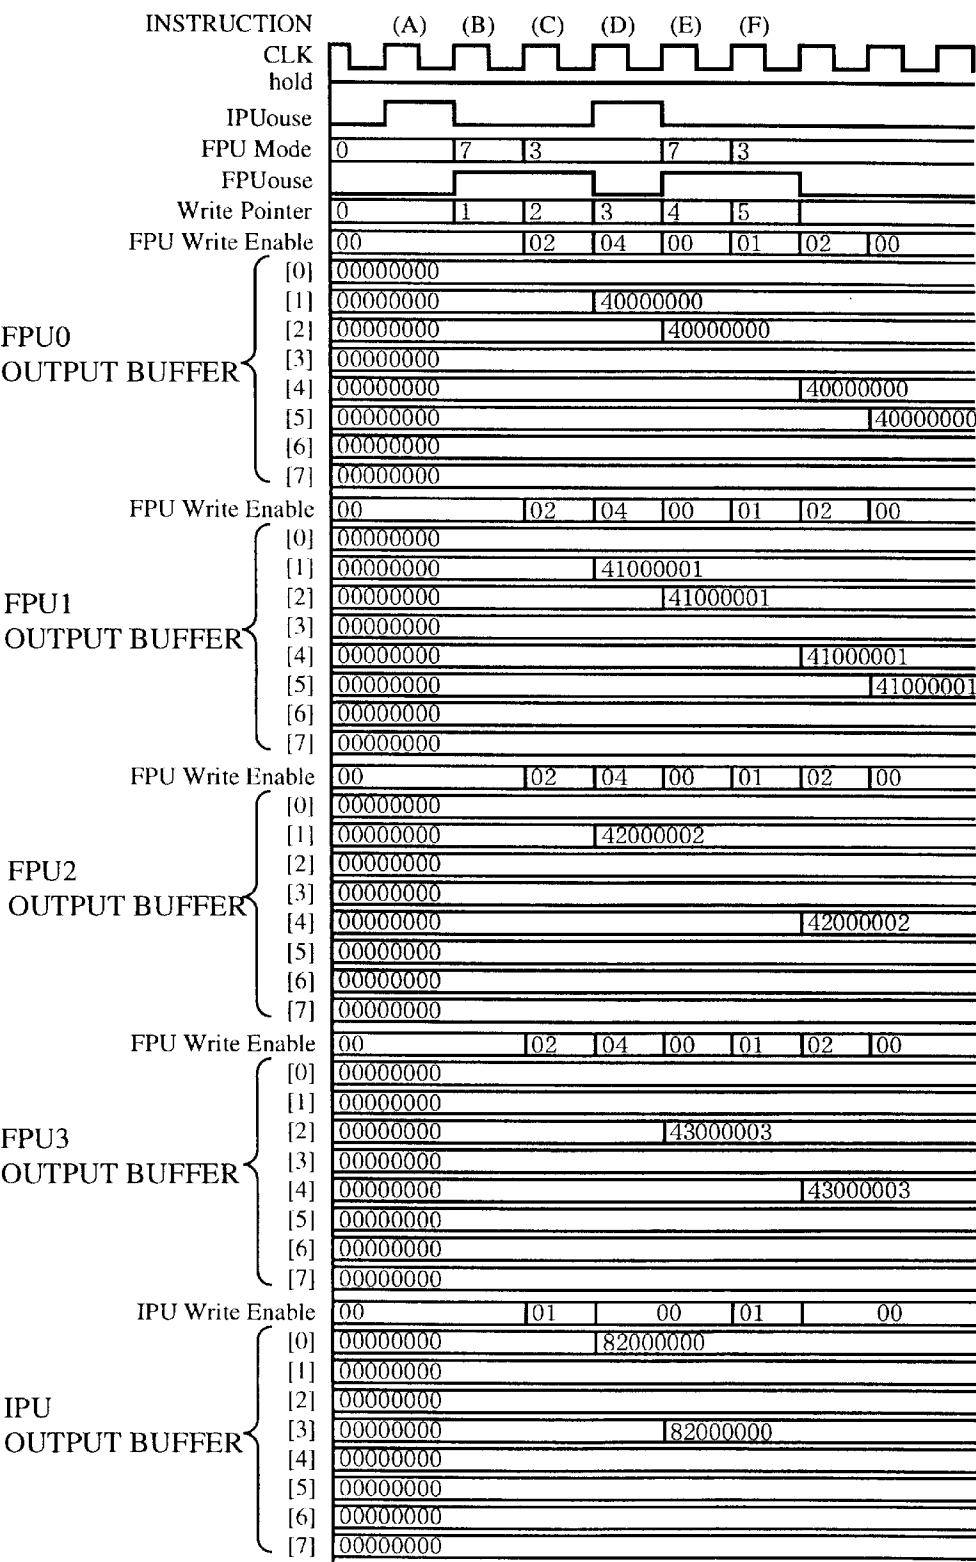 INSTRUCTION (A) (B) (C) (D) (E) (F)
CLK
hold
IPUouse
FPU Mode 0 7 3 7 3
FPUouse
Write Pointer 0 1 2 3 4 5
FPU Write Enable 00 02 04 00 01 02 00
[0] 00000000
[1] 00000000 40000000
[2] 00000000 40000000
FPU0
OUTPUT BUFFER
[3] 00000000
[4] 00000000 40000000
[5] 00000000 40000000
[6] 00000000
[7] 00000000
FPU Write Enable 00 02 04 00 01 02 00
[0] 00000000
[1] 00000000 41000001
[2] 00000000 41000001
FPU1
OUTPUT BUFFER
[3] 00000000
[4] 00000000 41000001
[5] 00000000 41000001
[6] 00000000
[7] 00000000
FPU Write Enable 00 02 04 00 01 02 00
[0] 00000000
[1] 00000000 42000002
[2] 00000000
FPU2
OUTPUT BUFFER
[3] 00000000
[4] 00000000 42000002
[5] 00000000
[6] 00000000
[7] 00000000
FPU Write Enable 00 02 04 00 01 02 00
[0] 00000000
[1] 00000000
[2] 00000000 43000003
FPU3
OUTPUT BUFFER
[3] 00000000
[4] 00000000 43000003
[5] 00000000
[6] 00000000
[7] 00000000
IPU Write Enable 00 01 00 01 00
[0] 00000000 82000000
[1] 00000000
[2] 00000000
IPU
OUTPUT BUFFER
[3] 00000000 82000000
[4] 00000000
[5] 00000000
[6] 00000000
[7] 00000000